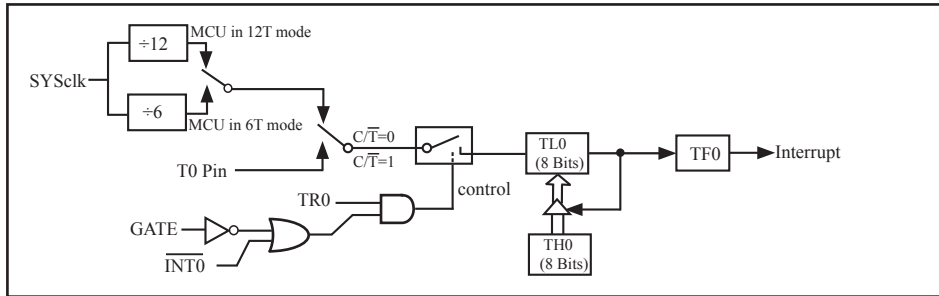 MCU in 12T mode
÷12
SYSclk
÷6
MCU in 6T mode
C/T̅=0
C/T̅=1
T0 Pin
TL0
(8 Bits)
TF0
Interrupt
control
TR0
GATE
I̅N̅T̅0̅
TH0
(8 Bits)